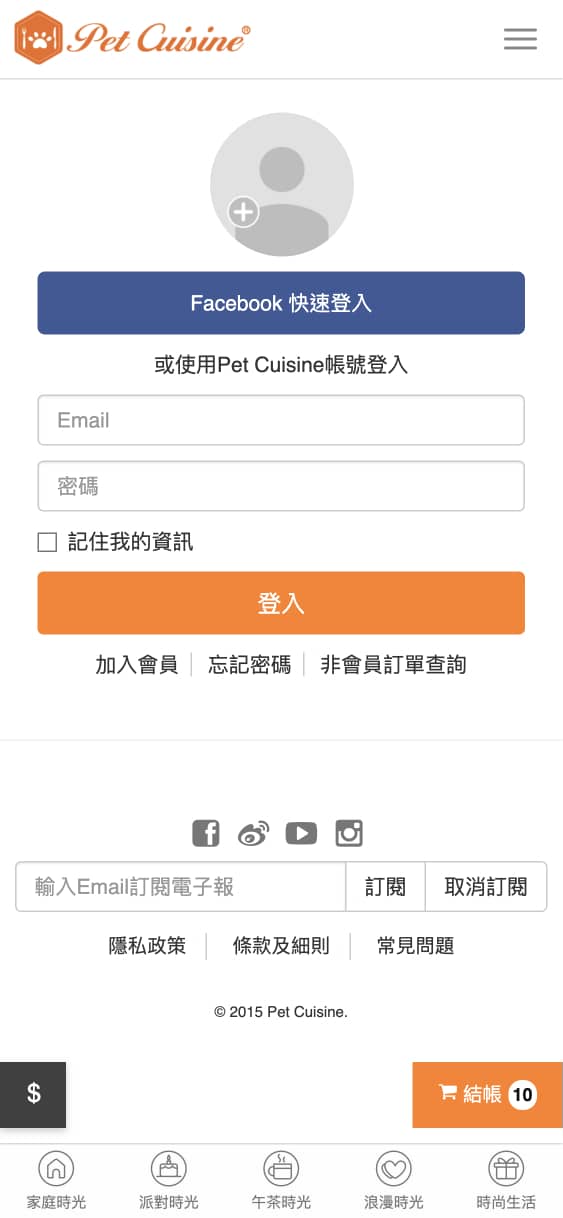 Pet Cuisine®
Facebook 快速登入
或使用Pet Cuisine帳號登入
Email
密碼
記住我的資訊
登入
加入會員 忘記密碼 非會員訂單查詢
輸入Email訂閱電子報 訂閱 取消訂閱
隱私政策 條款及細則 常見問題
© 2015 Pet Cuisine.
$ 結帳 10
家庭時光 派對時光 午茶時光 浪漫時光 時尚生活